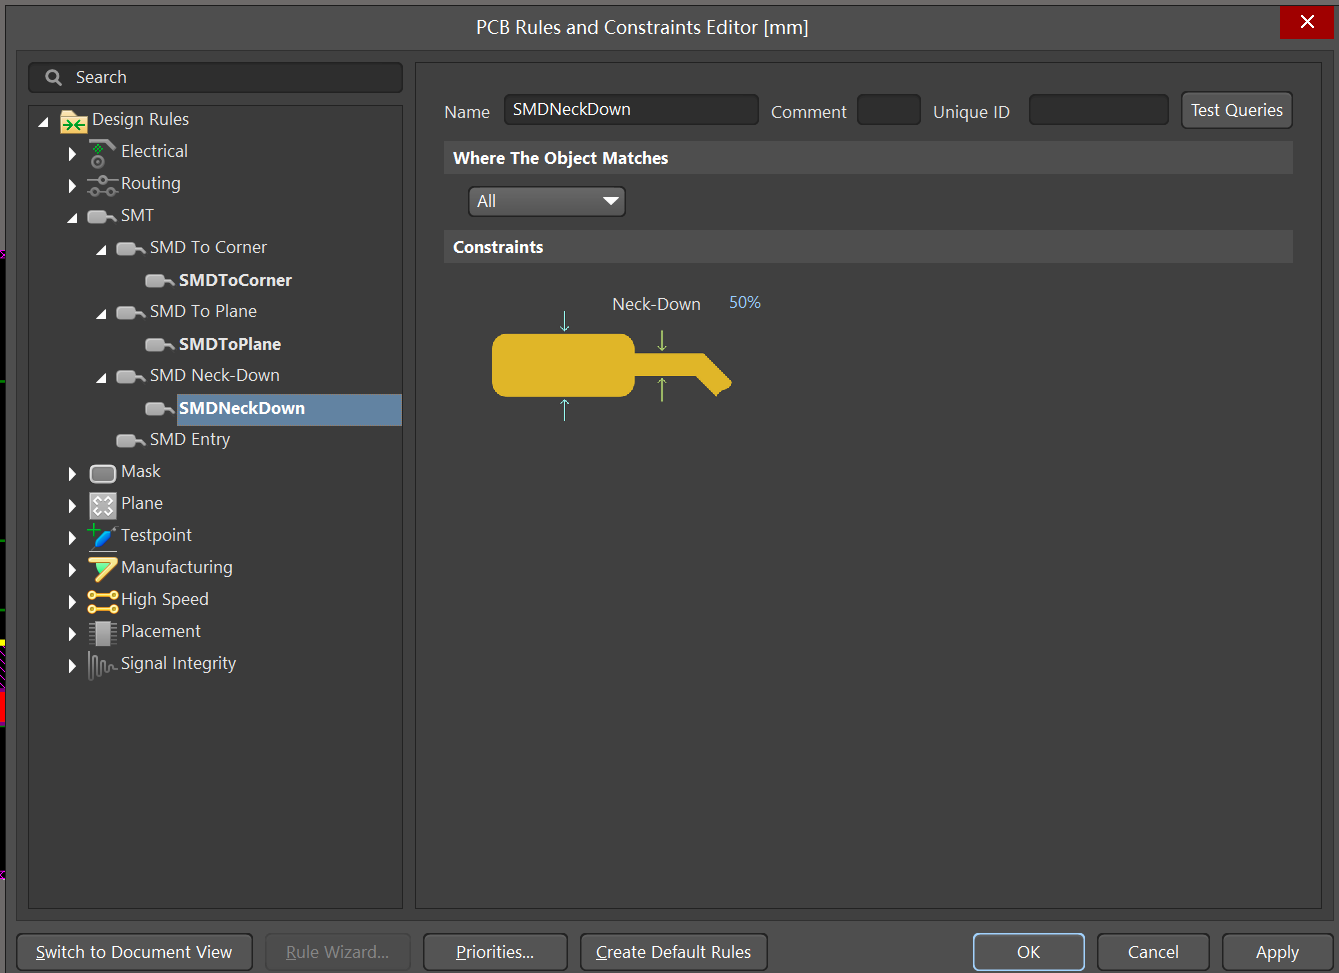 PCB Rules and Constraints Editor [mm]
Search
Design Rules
Electrical
Routing
SMT
SMD To Corner
SMDToCorner
SMD To Plane
SMDToPlane
SMD Neck-Down
SMDNeckDown
SMD Entry
Mask
Plane
Testpoint
Manufacturing
High Speed
Placement
Signal Integrity
Name SMDNeckDown Comment Unique ID Test Queries
Where The Object Matches
All
Constraints
Neck-Down 50%
Switch to Document View Rule Wizard... Priorities... Create Default Rules OK Cancel Apply